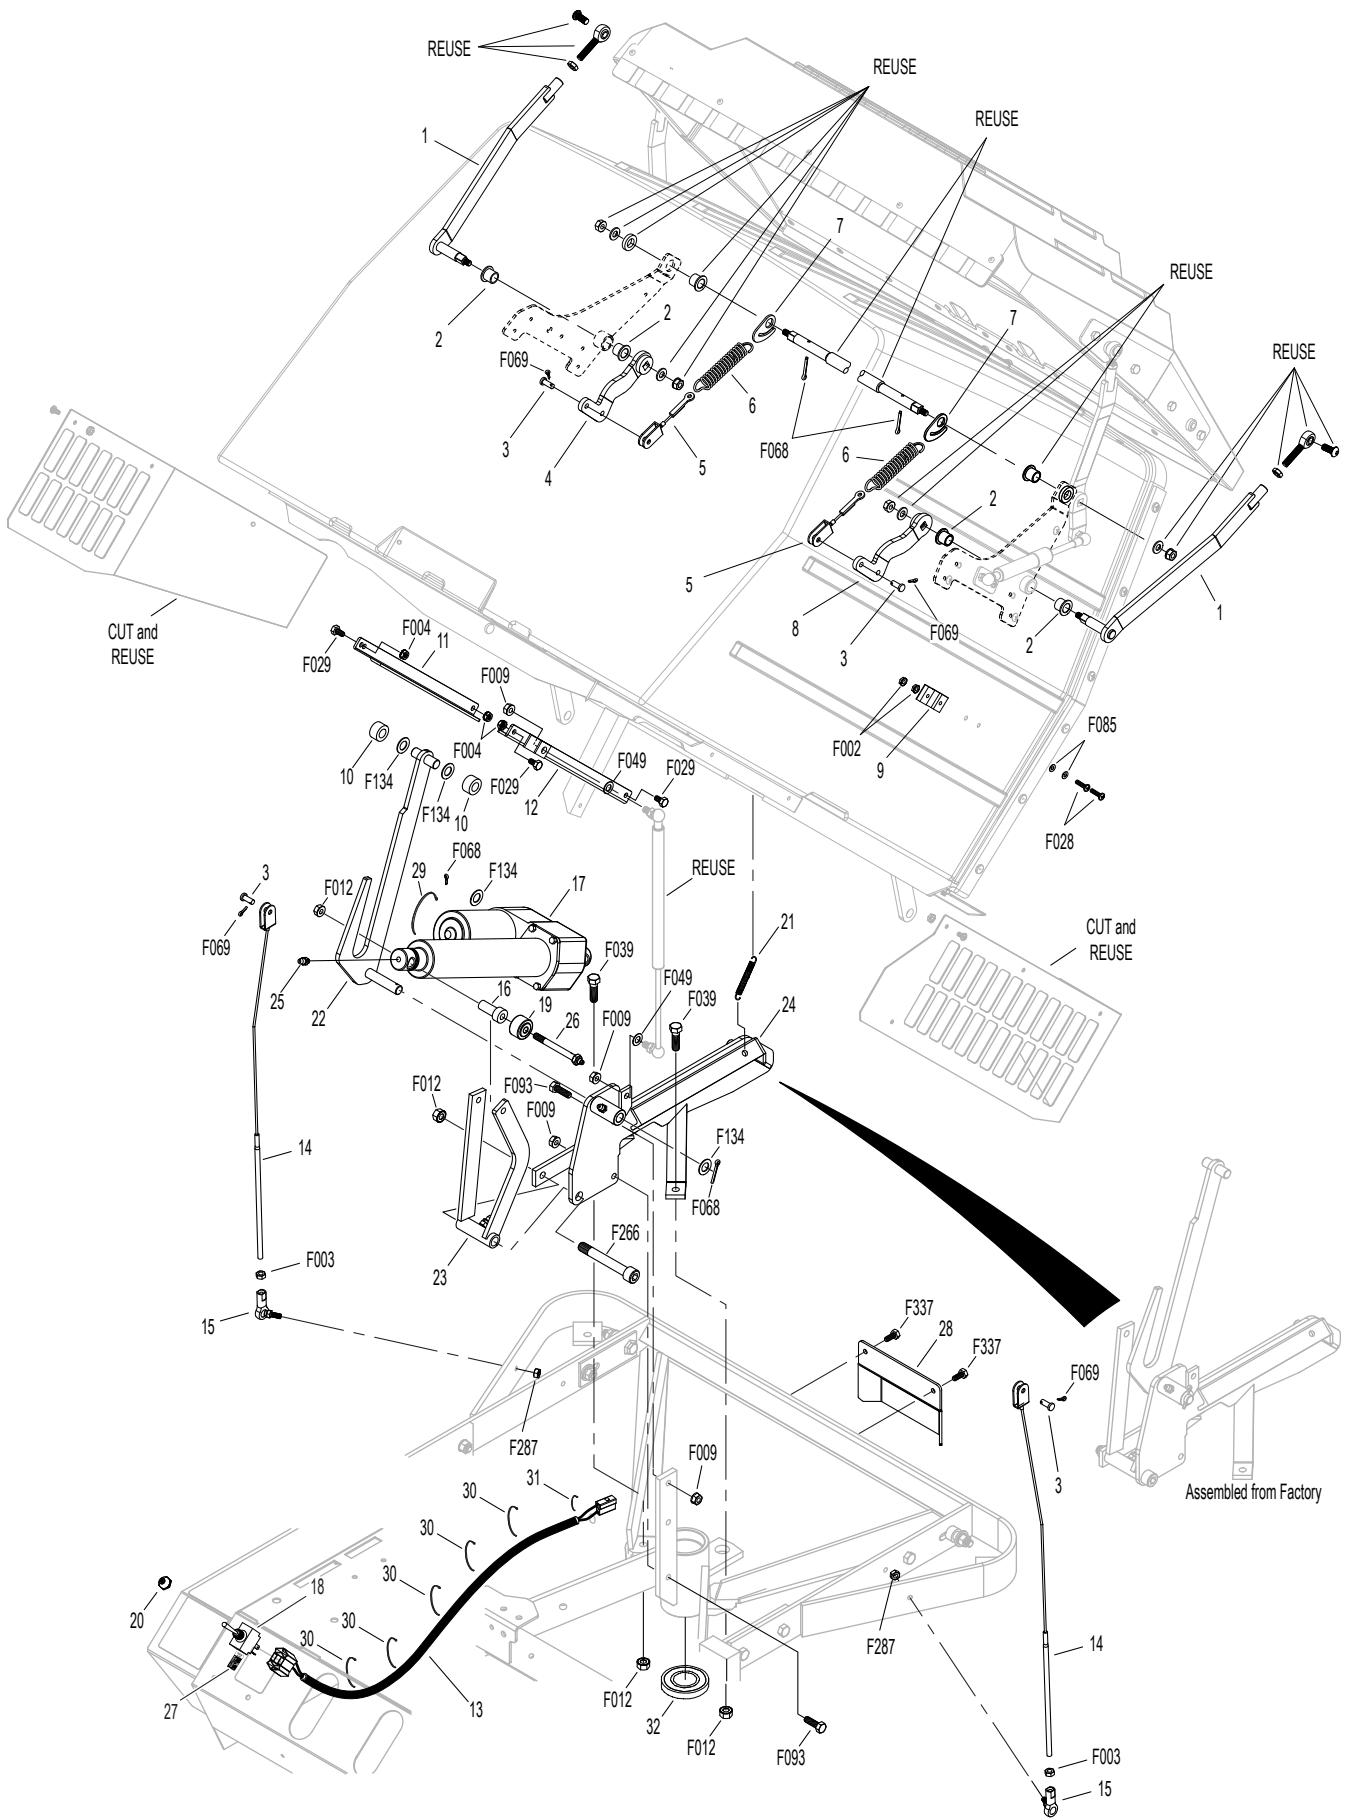 REUSE
REUSE
REUSE
1
7
REUSE
2
2
7
REUSE
F069
6
3
4
5
F068
6
2
5
CUT and
REUSE
F004
11
8
F069
2
1
F029
3
F009
F002
9
F085
10
F004
F049
F029
F134
F029
12
F134
10
F028
F068
3
29
F134
17
REUSE
F012
CUT and
REUSE
F069
F039
21
25
F049
F039
22
16
19
24
26
F009
F012
F093
F009
F134
14
F068
F266
23
F003
15
F337
28
F337
F069
F287
3
31
F009
30
Assembled from Factory
30
30
18
20
30
F287
30
14
27
13
F012
32
F012
F093
F003
15